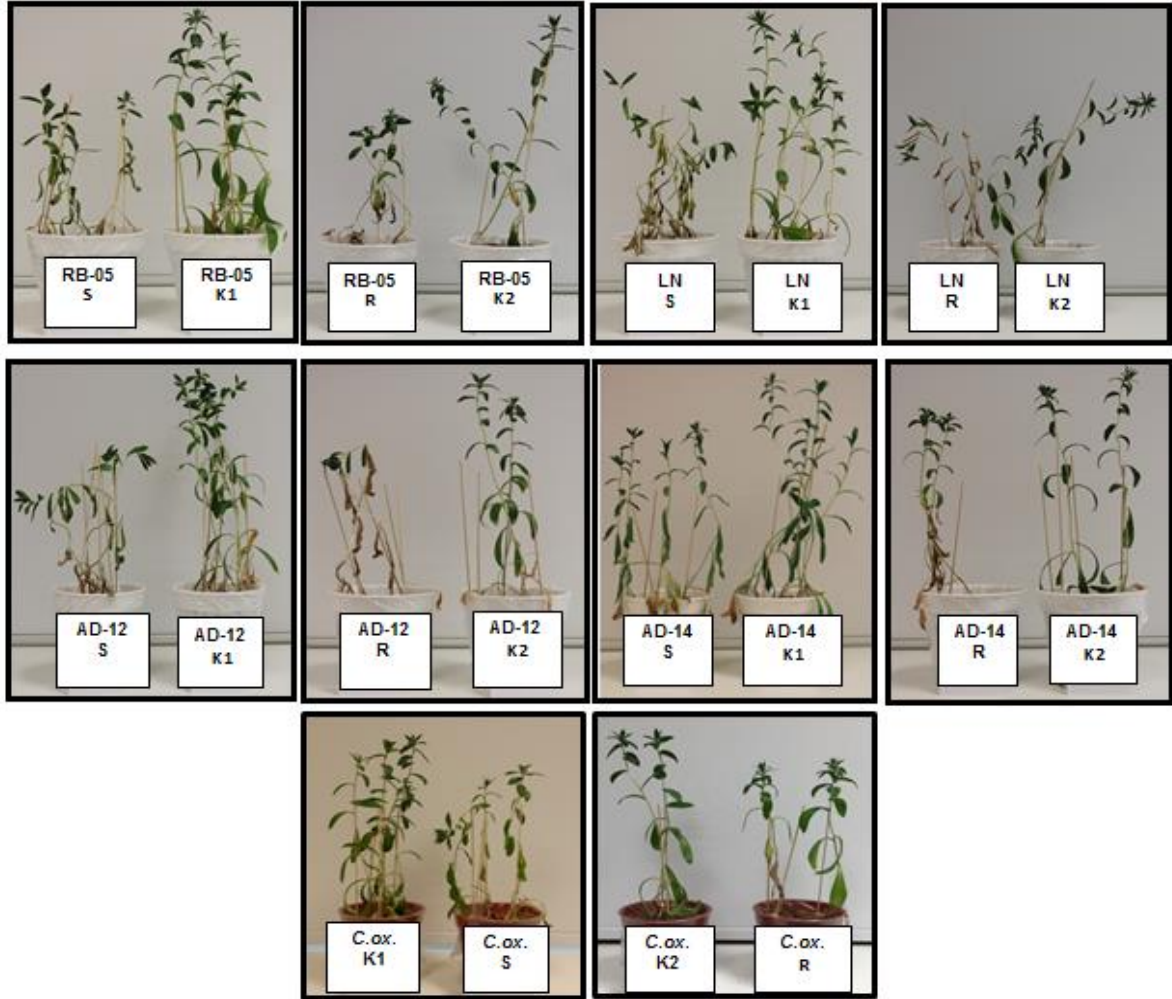 RB-05
S
RB-05
K1
RB-05
R
RB-05
K2
LN
S
LN
K1
LN
R
LN
K2
AD-12
S
AD-12
K1
AD-12
R
AD-12
K2
AD-14
S
AD-14
K1
AD-14
R
AD-14
K2
C.ox.
K1
C.ox.
S
C.ox.
K2
C.ox.
R